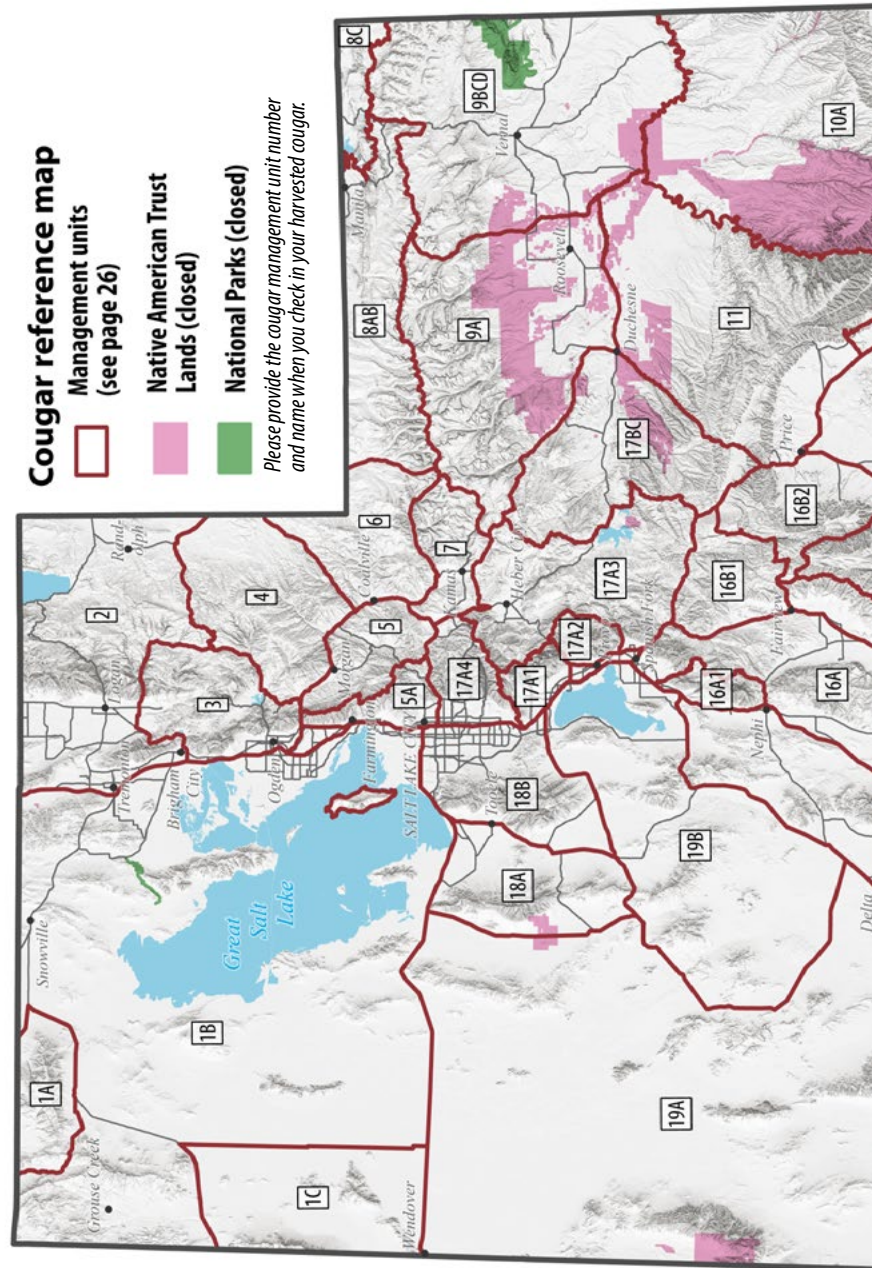 Cougar reference map
Management units
(see page 26)
Native American Trust
Lands (closed)
National Parks (closed)
Please provide the cougar management unit number
and name when you check in your harvested cougar.
Grouse Creek
1A
Snowville
Tremonton
Logan
2
Rand-
olph
Brigham
City
3
4
1B
Great
Salt
Lake
Ogden
Morgan
1C
Farmington
5
Coalville
6
8AB
Manila
8C
Wendover
SALT LAKE CITY
5A
Kamas
7
17A4
Heber City
9A
9BCD
Vernal
Tooele
18A
18B
17A1
17A2
17A3
Roosevelt
Duchesne
17BC
Spanish Fork
19A
19B
16A1
16B1
11
Nephi
Fairview
16B2
Price
10A
16A
Delta